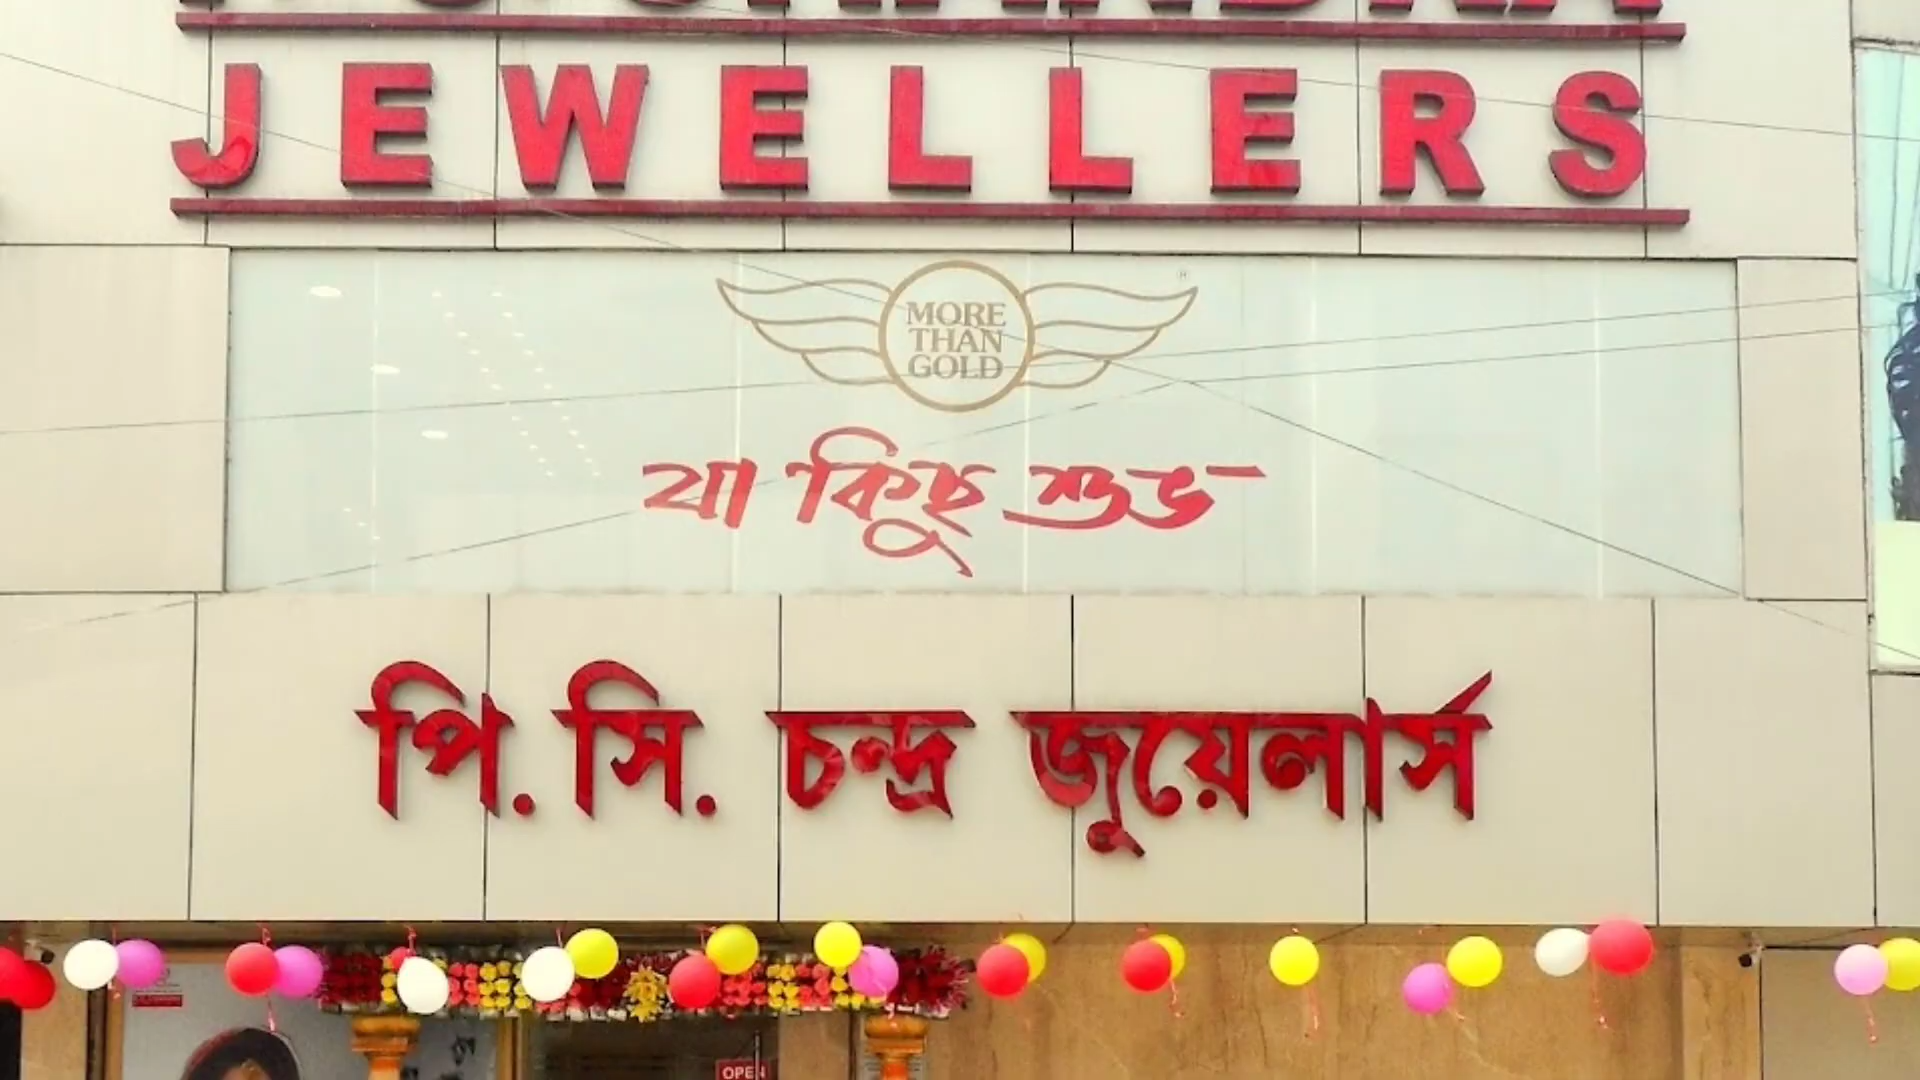 JEWELLERS
MORE
THAN
GOLD
®
যা কিছু শুভ
পি. সি. চন্দ্র জুয়েলার্স
OPEN